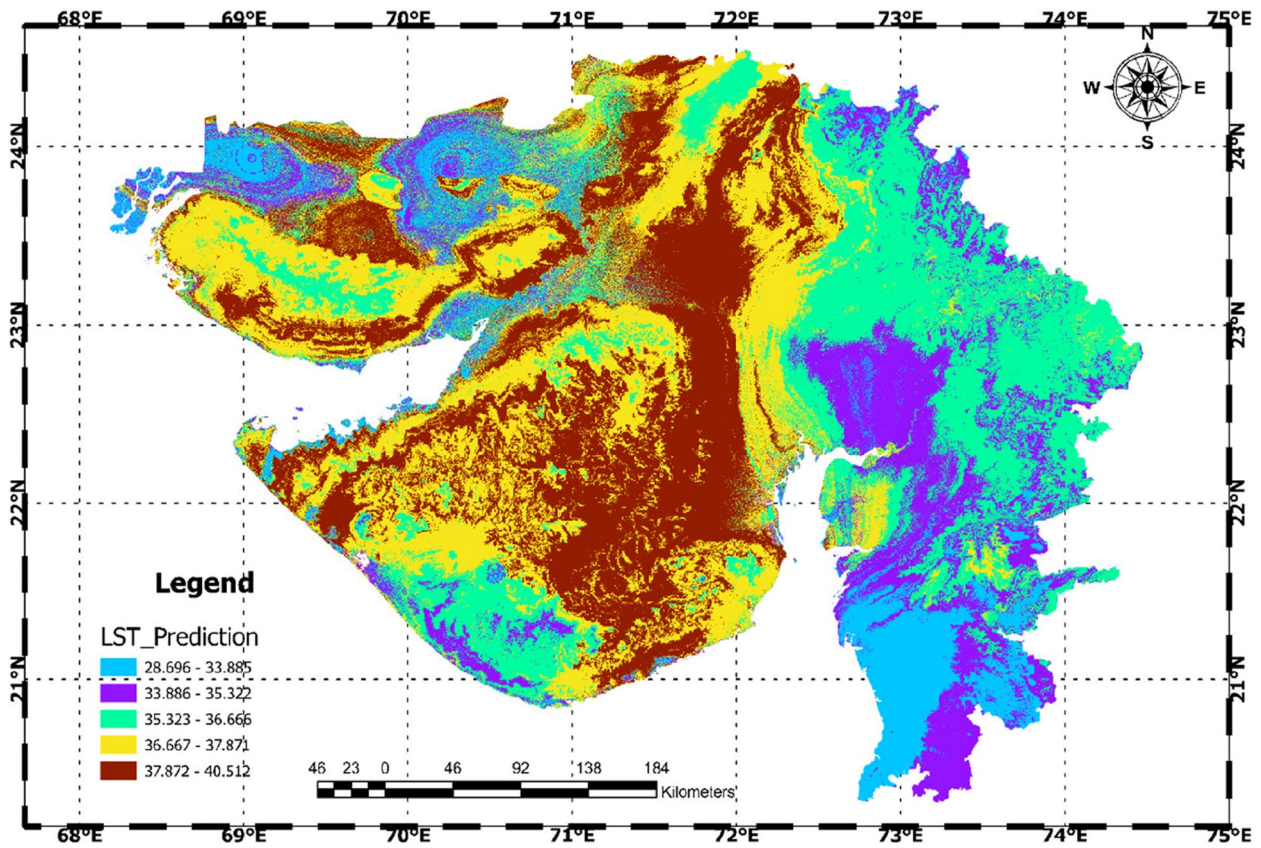 68°E 69°E 70°E 71°E 72°E 73°E 74°E 75°E
N
W E
S
24°N 24°N
23°N 23°N
22°N 22°N
21°N 21°N
Legend
LST_Prediction
28.696 - 33.885
33.886 - 35.322
35.323 - 36.666
36.667 - 37.871
37.872 - 40.512
46 23 0 46 92 138 184
Kilometers
68°E 69°E 70°E 71°E 72°E 73°E 74°E 75°E